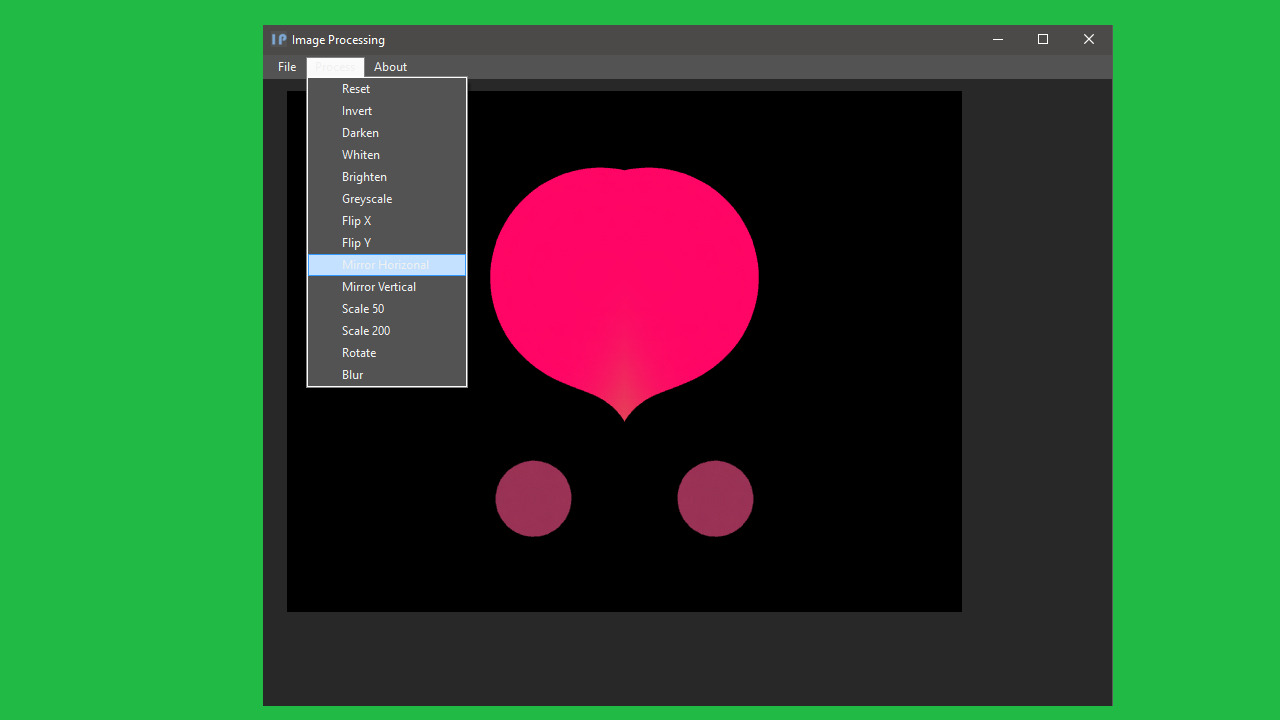 IP Image Processing
File Process About
Reset
Invert
Darken
Whiten
Brighten
Greyscale
Flip X
Flip Y
Mirror Horizonal
Mirror Vertical
Scale 50
Scale 200
Rotate
Blur